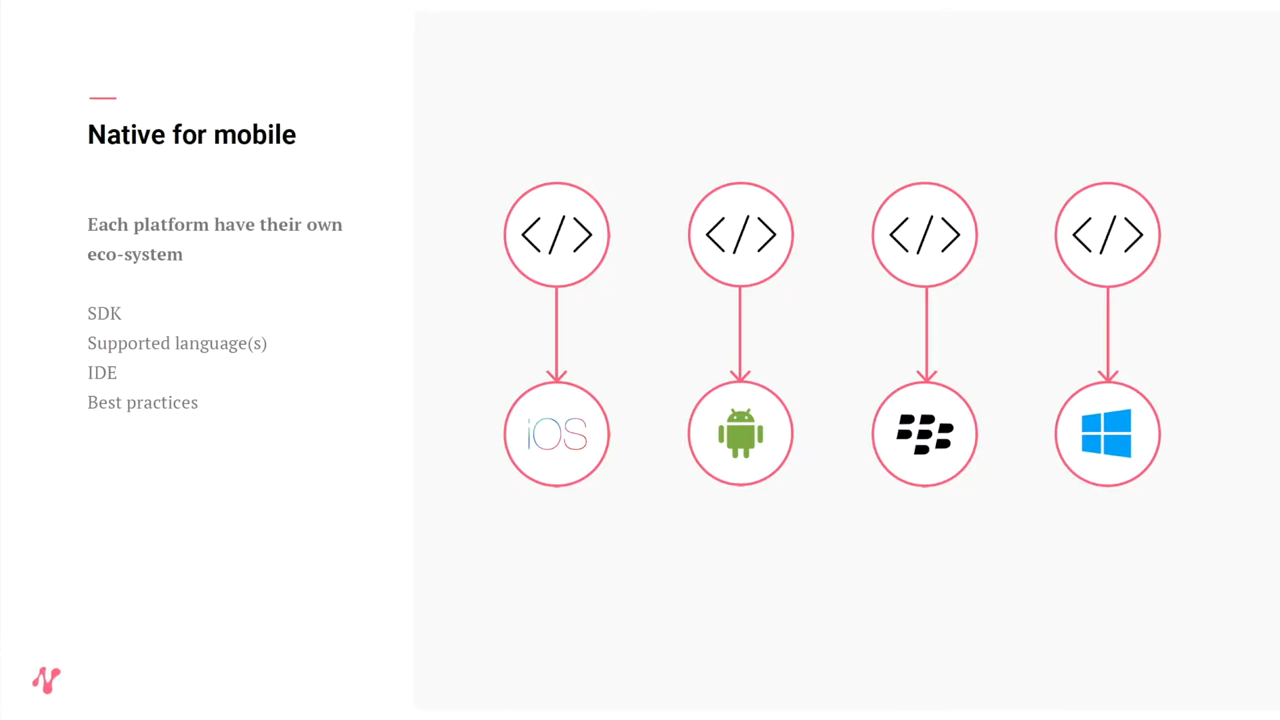 Native for mobile
Each platform have their own
eco-system
SDK
Supported language(s)
IDE
Best practices
</> </> </> </>
iOS